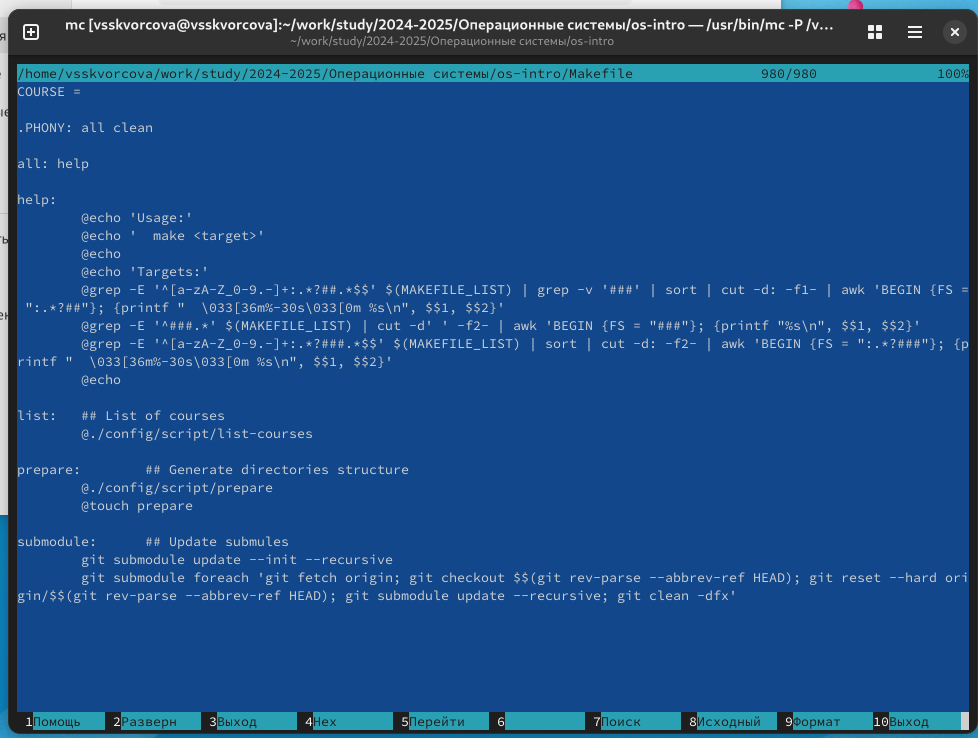 mc [vsskvorcova@vsskvorcova]:~/work/study/2024-2025/Операционные системы/os-intro — /usr/bin/mc -P /v…
~/work/study/2024-2025/Операционные системы/os-intro
/home/vsskvorcova/work/study/2024-2025/Операционные системы/os-intro/Makefile 980/980 100%
COURSE =
.PHONY: all clean
all: help
help:
@echo 'Usage:'
@echo '  make <target>'
@echo
@echo 'Targets:'
@grep -E '^[a-zA-Z_0-9.-]+:.*?##.*$$' $(MAKEFILE_LIST) | grep -v '###' | sort | cut -d: -f1- | awk 'BEGIN {FS =
":.*?##"}; {printf "  \033[36m%-30s\033[0m %s\n", $$1, $$2}'
@grep -E '^###.*' $(MAKEFILE_LIST) | cut -d' ' -f2- | awk 'BEGIN {FS = "###"}; {printf "%s\n", $$1, $$2}'
@grep -E '^[a-zA-Z_0-9.-]+:.*?###.*$$' $(MAKEFILE_LIST) | sort | cut -d: -f2- | awk 'BEGIN {FS = ":.*?###"}; {p
rintf "  \033[36m%-30s\033[0m %s\n", $$1, $$2}'
@echo
list:   ## List of courses
@./config/script/list-courses
prepare:        ## Generate directories structure
@./config/script/prepare
@touch prepare
submodule:      ## Update submules
git submodule update --init --recursive
git submodule foreach 'git fetch origin; git checkout $$(git rev-parse --abbrev-ref HEAD); git reset --hard ori
gin/$$(git rev-parse --abbrev-ref HEAD); git submodule update --recursive; git clean -dfx'
1Помощь 2Разверн 3Выход 4Hex 5Перейти 6 7Поиск 8Исходный 9Формат 10Выход